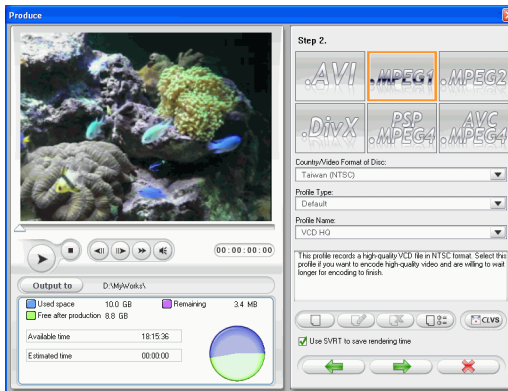 Produce
Step 2.
.AVI
.MPEG1
.MPEG2
.DivX
PSP
.MPEG4
AVC
.MPEG4
Country/Video Format of Disc:
Taiwan (NTSC)
Profile Type:
Default
Profile Name:
VCD HQ
This profile records a high-quality VCD file in NTSC format. Select this
profile if you want to encode high-quality video and are willing to wait
longer for encoding to finish.
CLVS
Use SVRT to save rendering time
00:00:00:00
Output to D:\MyWorks\
Used space 10.0 GB Remaining 3.4 MB
Free after production 8.8 GB
Available time 18:15:36
Estimated time 00:00:00